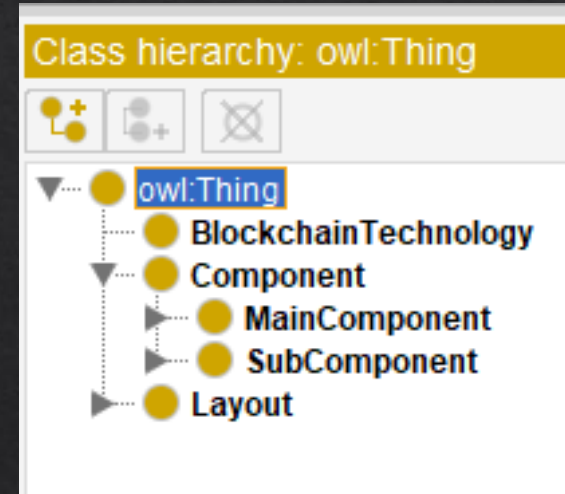 Class hierarchy: owl:Thing
owl:Thing
BlockchainTechnology
Component
MainComponent
SubComponent
Layout